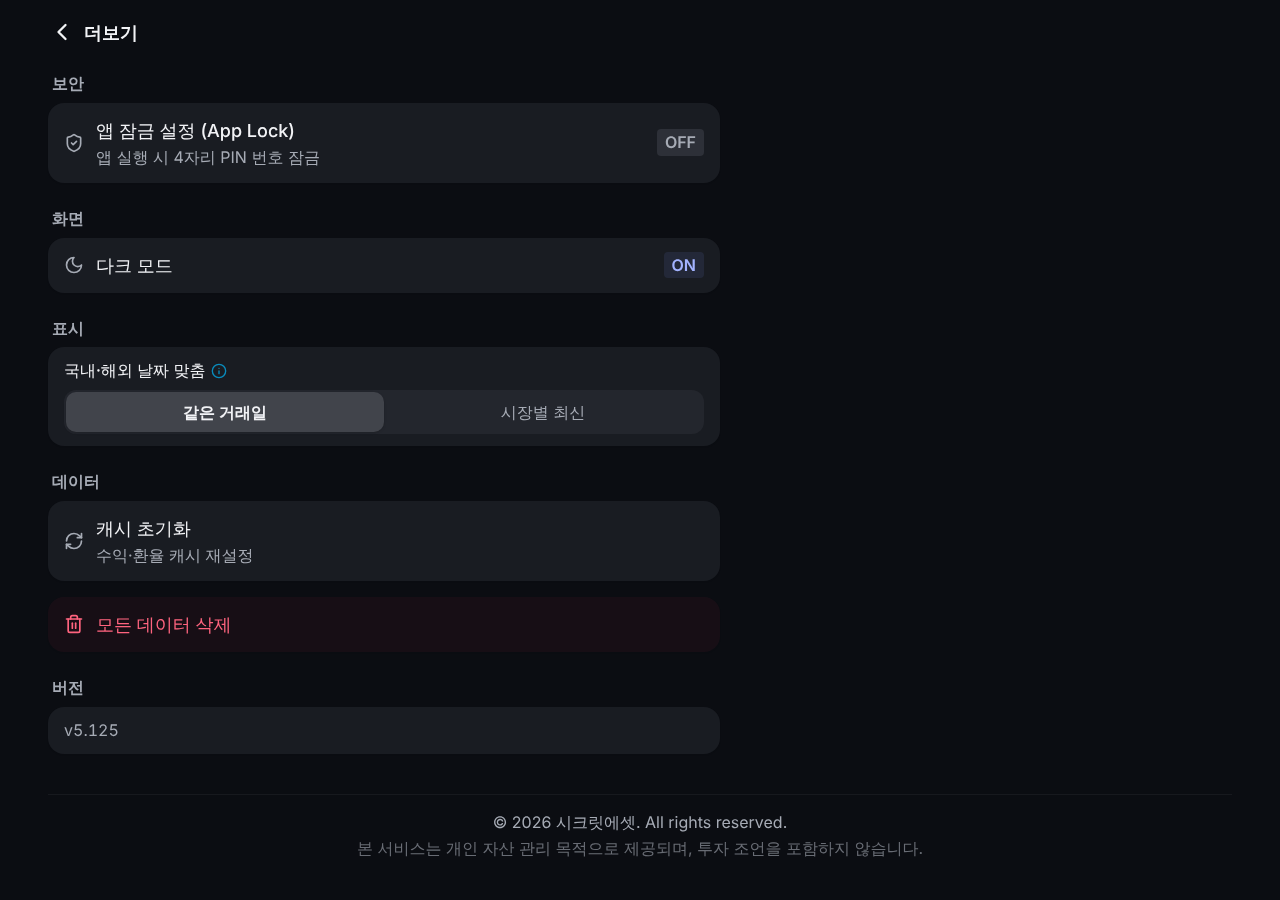 더보기
보안
앱 잠금 설정 (App Lock)
앱 실행 시 4자리 PIN 번호 잠금
OFF
화면
다크 모드
ON
표시
국내·해외 날짜 맞춤
같은 거래일
시장별 최신
데이터
캐시 초기화
수익·환율 캐시 재설정
모든 데이터 삭제
버전
v5.125
© 2026 시크릿에셋. All rights reserved.
본 서비스는 개인 자산 관리 목적으로 제공되며, 투자 조언을 포함하지 않습니다.